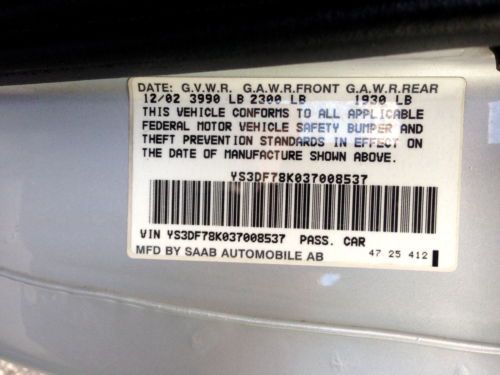 DATE: G.V.W.R. G.A.W.R.FRONT G.A.W.R.REAR
12/02 3990 LB 2300 LB 1930 LB
THIS VEHICLE CONFORMS TO ALL APPLICABLE
FEDERAL MOTOR VEHICLE SAFETY BUMPER AND
THEFT PREVENTION STANDARDS IN EFFECT ON
THE DATE OF MANUFACTURE SHOWN ABOVE.
YS3DF78K037008537
VIN YS3DF78K037008537 PASS. CAR
MFD BY SAAB AUTOMOBILE AB 47 25 412